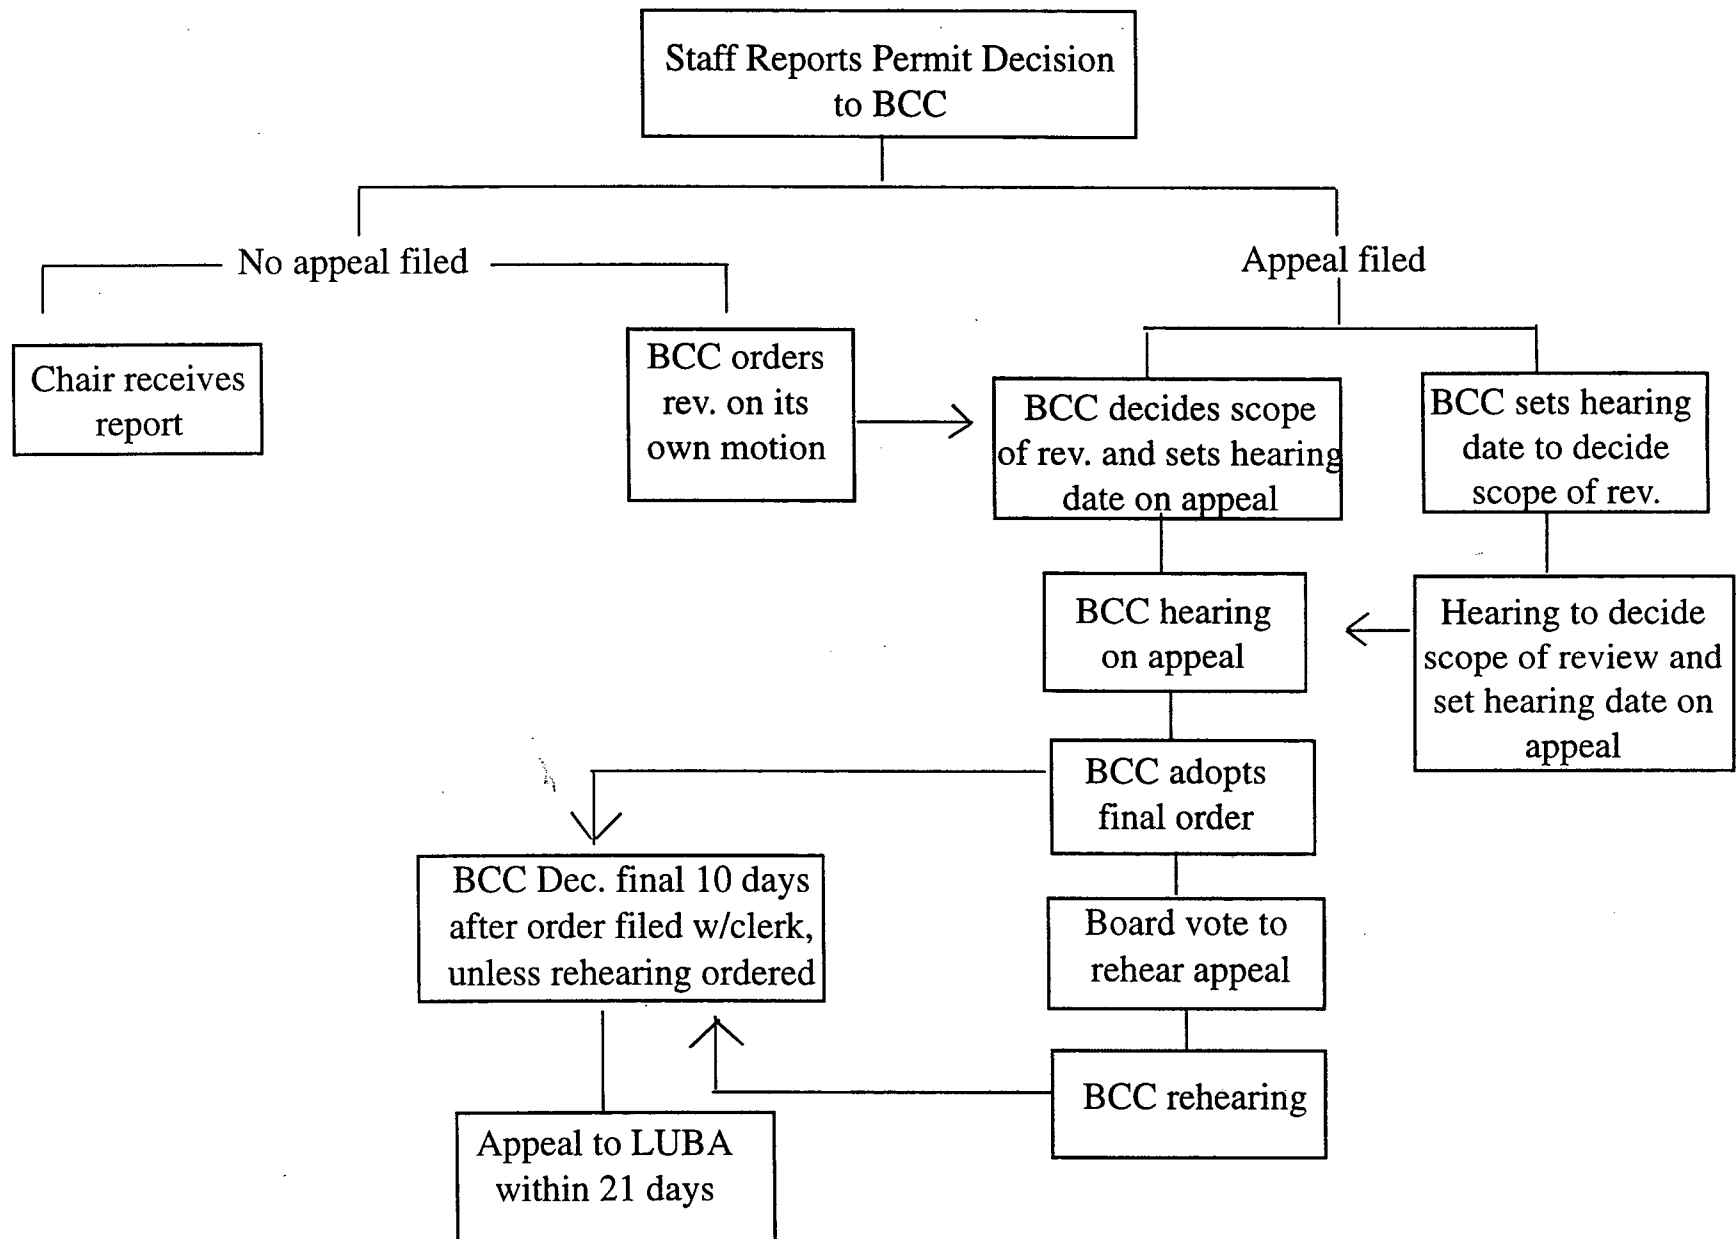 Staff Reports Permit Decision
to BCC
No appeal filed
Appeal filed
Chair receives
report
BCC orders
rev. on its
own motion
BCC decides scope
of rev. and sets hearing
date on appeal
BCC sets hearing
date to decide
scope of rev.
BCC hearing
on appeal
Hearing to decide
scope of review and
set hearing date on
appeal
BCC adopts
final order
BCC Dec. final 10 days
after order filed w/clerk,
unless rehearing ordered
Board vote to
rehear appeal
BCC rehearing
Appeal to LUBA
within 21 days